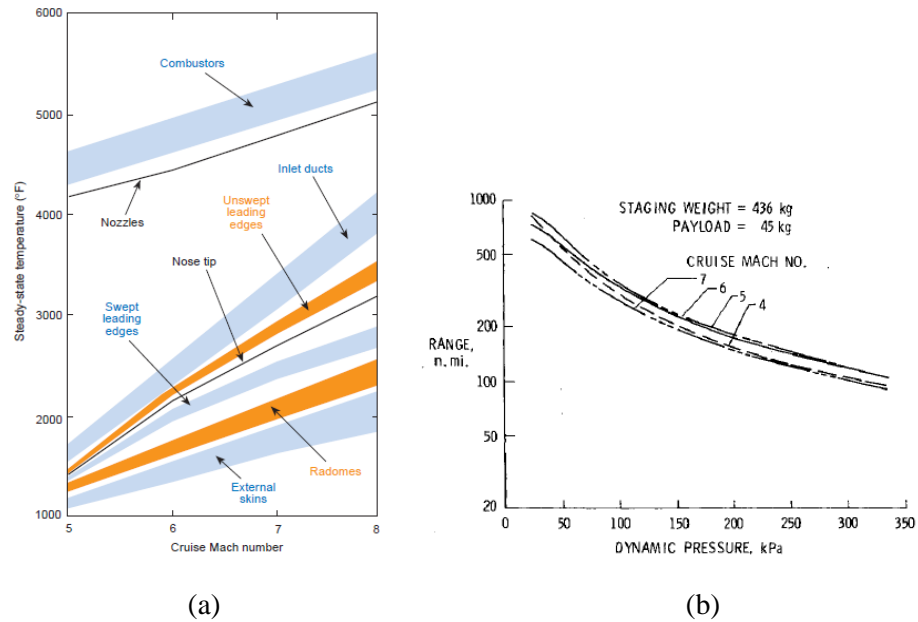 6000
5000
4000
3000
2000
1000
Steady-state temperature (°F)
Combustors
Inlet ducts
Nozzles
Unswept
leading
edges
Nose tip
Swept
leading
edges
External
skins
Radomes
5
6
7
8
Cruise Mach number
(a)
1000
500
200
100
50
20
RANGE,
n.mi.
STAGING WEIGHT = 436 kg
PAYLOAD = 45 kg
CRUISE MACH NO.
7
6
5
4
0
50
100
150
200
250
300
350
DYNAMIC PRESSURE, kPa
(b)